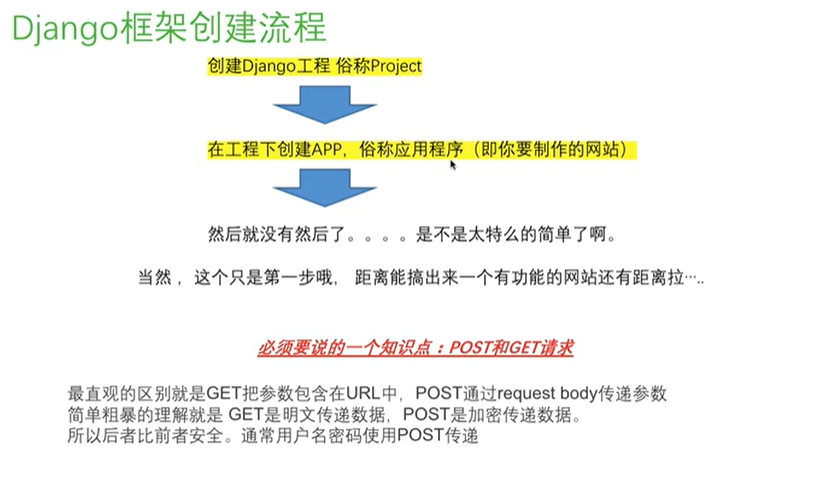 Django框架创建流程
创建Django工程 俗称Project
在工程下创建APP，俗称应用程序（即你要制作的网站）
然后就没有然后了。。。。是不是太特么的简单了啊。
当然 ，这个只是第一步哦， 距离能搞出来一个有功能的网站还有距离拉…..
必须要说的一个知识点：POST和GET请求
最直观的区别就是GET把参数包含在URL中，POST通过request body传递参数
简单粗暴的理解就是 GET是明文传递数据，POST是加密传递数据。
所以后者比前者安全。通常用户名密码使用POST传递